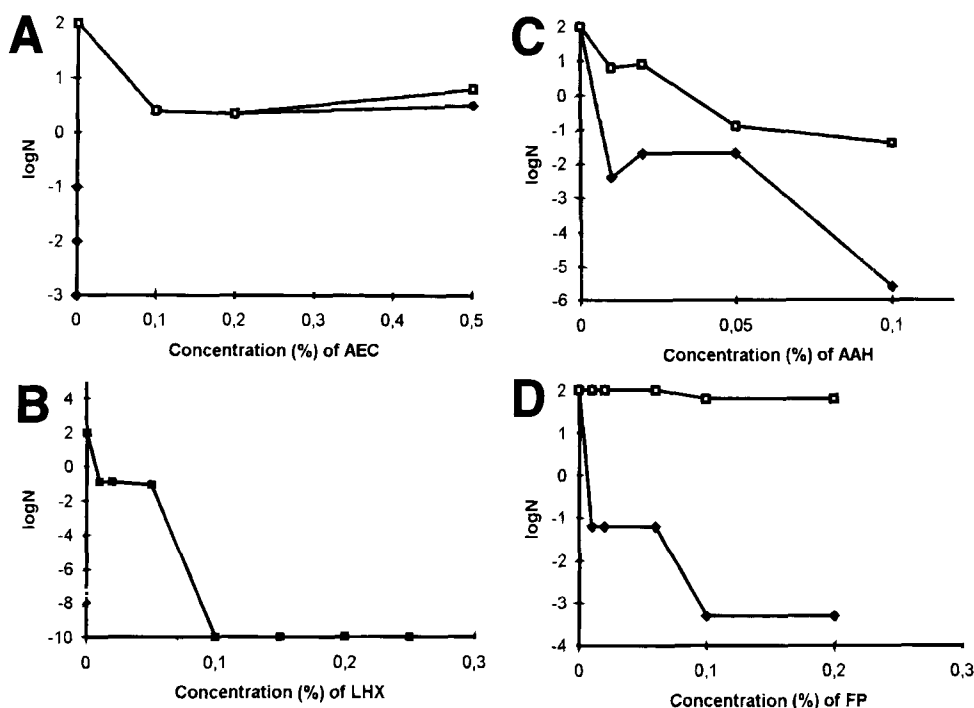 A
2
1
0
-1
-2
-3
logN
0 0,1 0,2 0,3 0,4 0,5
Concentration (%) of AEC
C
2
1
0
-1
-2
-3
-4
-5
-6
logN
0 0,05 0,1
Concentration (%) of AAH
B
4
2
0
-2
-4
-6
-8
-10
logN
0 0,1 0,2 0,3
Concentration (%) of LHX
D
2
1
0
-1
-2
-3
-4
logN
0 0,1 0,2 0,3
Concentration (%) of FP